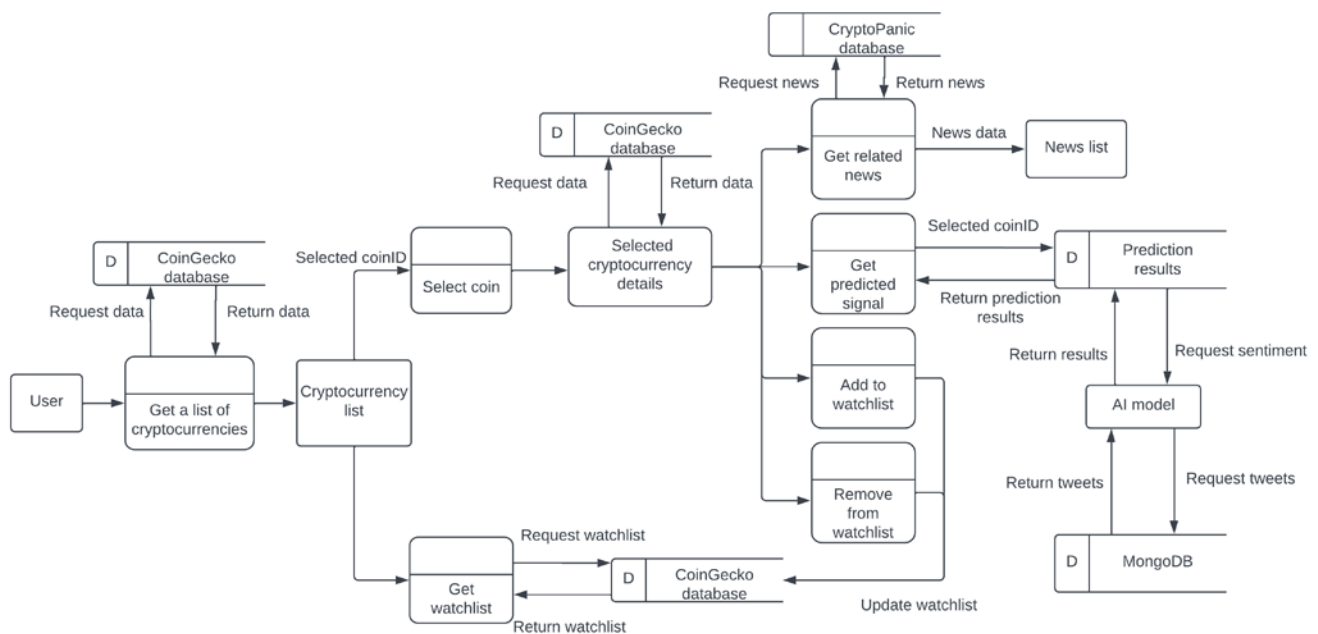 CryptoPanic
database
Request news
Return news
D
CoinGecko
database
News data
Get related
news
News list
Request data
Return data
Selected coinID
D
CoinGecko
database
Selected coinID
Select coin
Selected
cryptocurrency
details
Get
predicted
signal
D
Prediction
results
Return prediction
results
Request data
Return data
Return results
Request sentiment
User
Get a list of
cryptocurrencies
Cryptocurrency
list
Add to
watchlist
AI model
Return tweets
Request tweets
Remove
from
watchlist
Request watchlist
Get
watchlist
D
CoinGecko
database
D
MongoDB
Update watchlist
Return watchlist